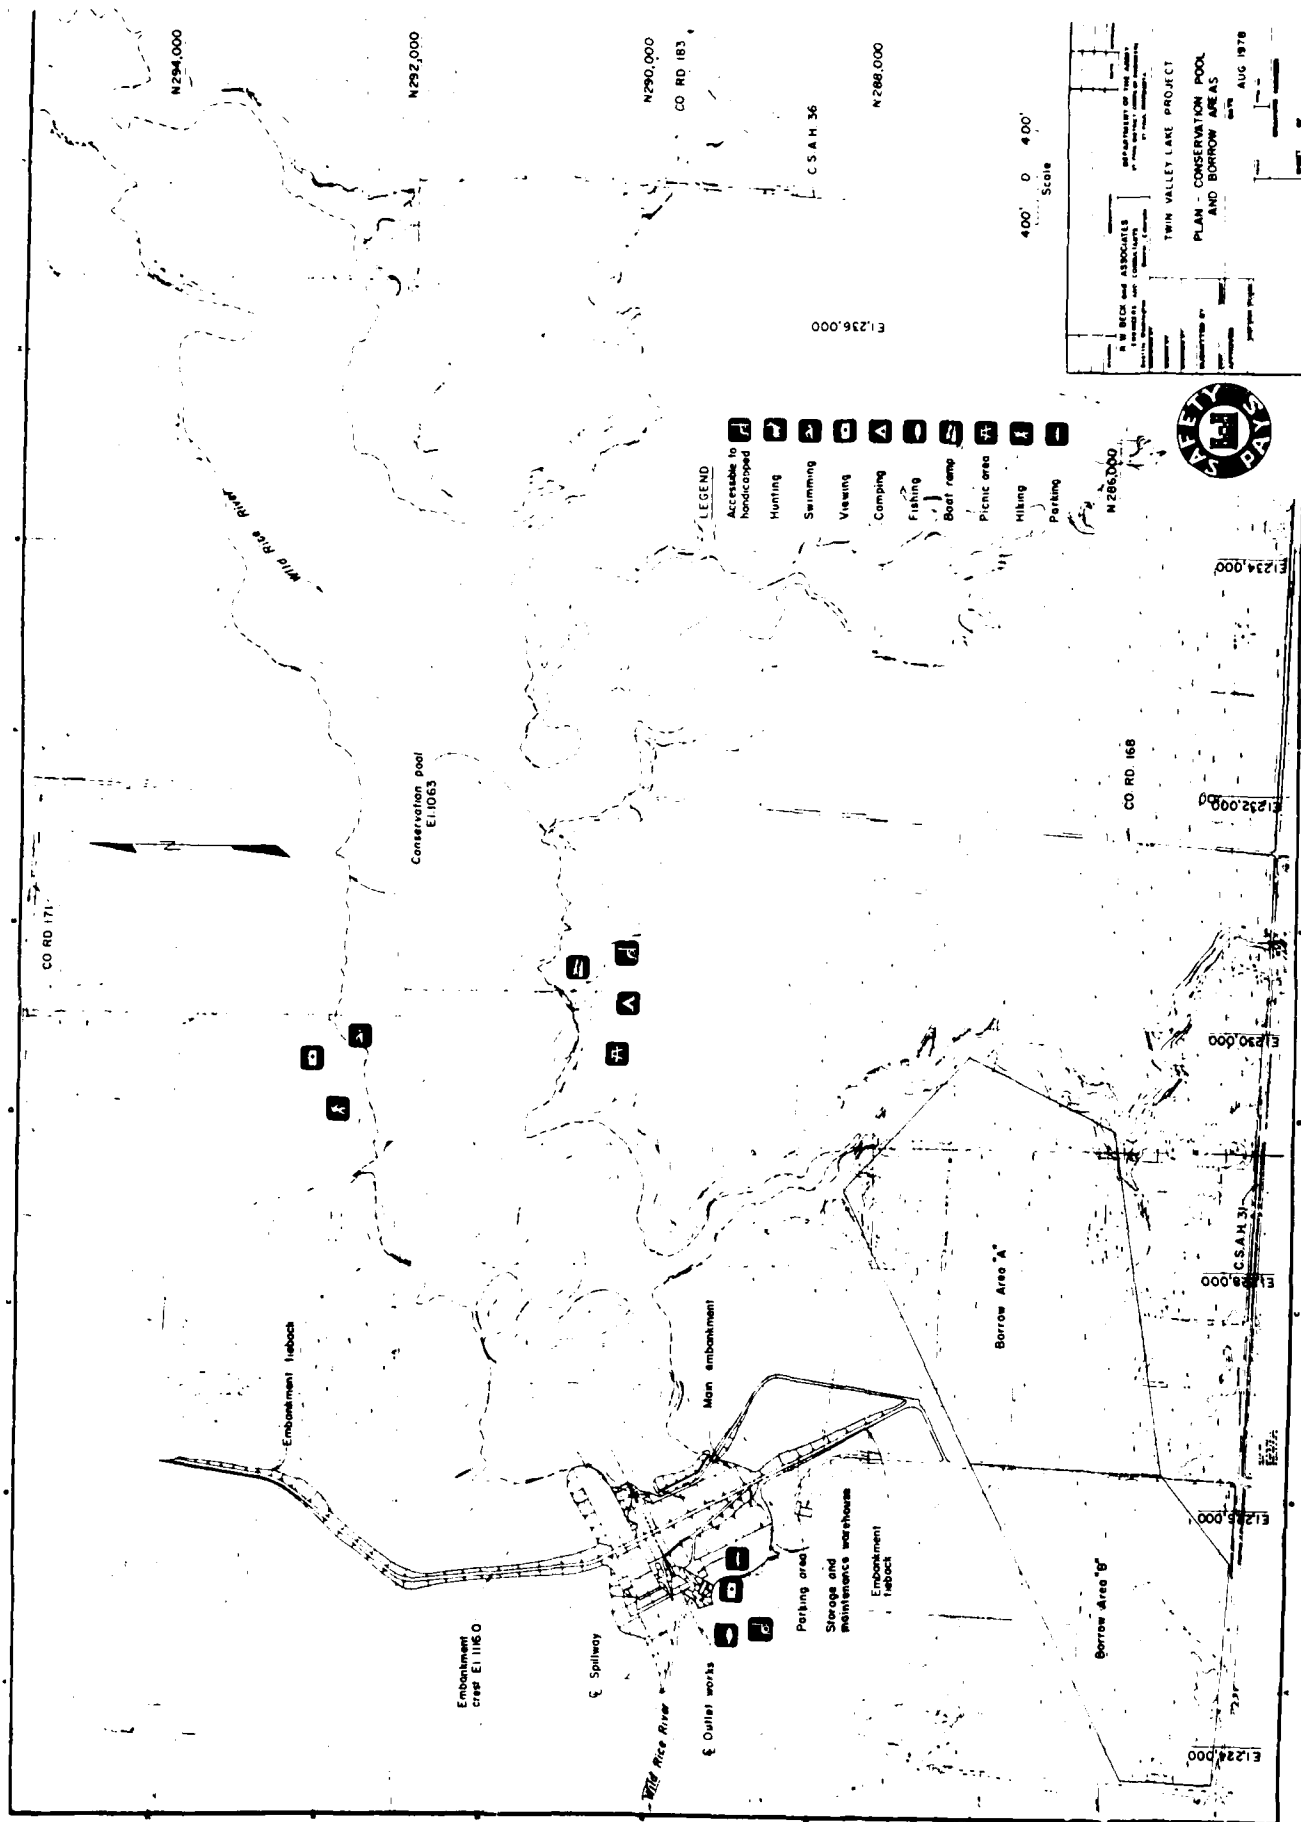 N294,000
N292,000
N290,000
CO RD 183
C.S.A.H. 36
N288,000
CO RD 171
Wild Rice River
E1,236,000
400' 0 400'
Scale
Conservation pool
El.1063
LEGEND
Accessible to
handicapped
Hunting
Swimming
Viewing
Camping
Fishing
Boat ramp
Picnic area
Hiking
Parking
N286,000
E1,234,000
CO. RD. 168
E1,232,000
E1,230,000
C.S.A.H. 31
E1,228,000
Embankment tieback
Main embankment
Borrow Area "A"
Embankment
crest El 1116.0
℄ Spillway
Wild Rice River
℄ Outlet works
Parking area
Storage and
maintenance warehouse
Embankment
tieback
Borrow Area "B"
E1,226,000
E1,224,000
SAFETY PAYS
R W BECK and ASSOCIATES
ENGINEERS AND CONSULTANTS
DEPARTMENT OF THE ARMY
TWIN VALLEY LAKE PROJECT
PLAN - CONSERVATION POOL
AND BORROW AREAS
DATE AUG 1978
SUBMITTED BY